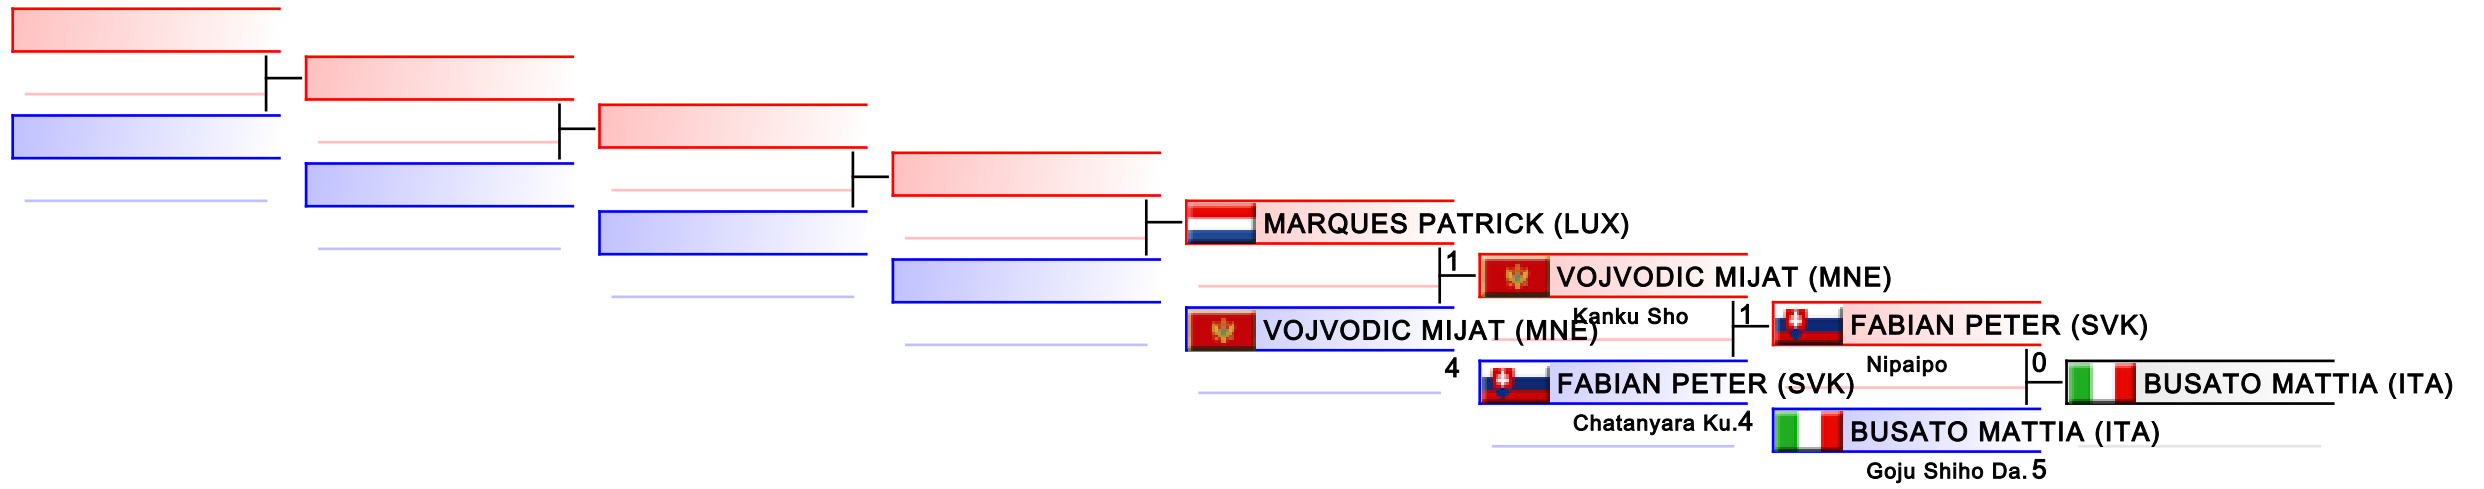 MARQUES PATRICK (LUX)
1
VOJVODIC MIJAT (MNE)
4
VOJVODIC MIJAT (MNE)
Kanku Sho
1
FABIAN PETER (SVK)
Chatanyara Ku.4
FABIAN PETER (SVK)
Nipaipo
0
BUSATO MATTIA (ITA)
Goju Shiho Da. 5
BUSATO MATTIA (ITA)